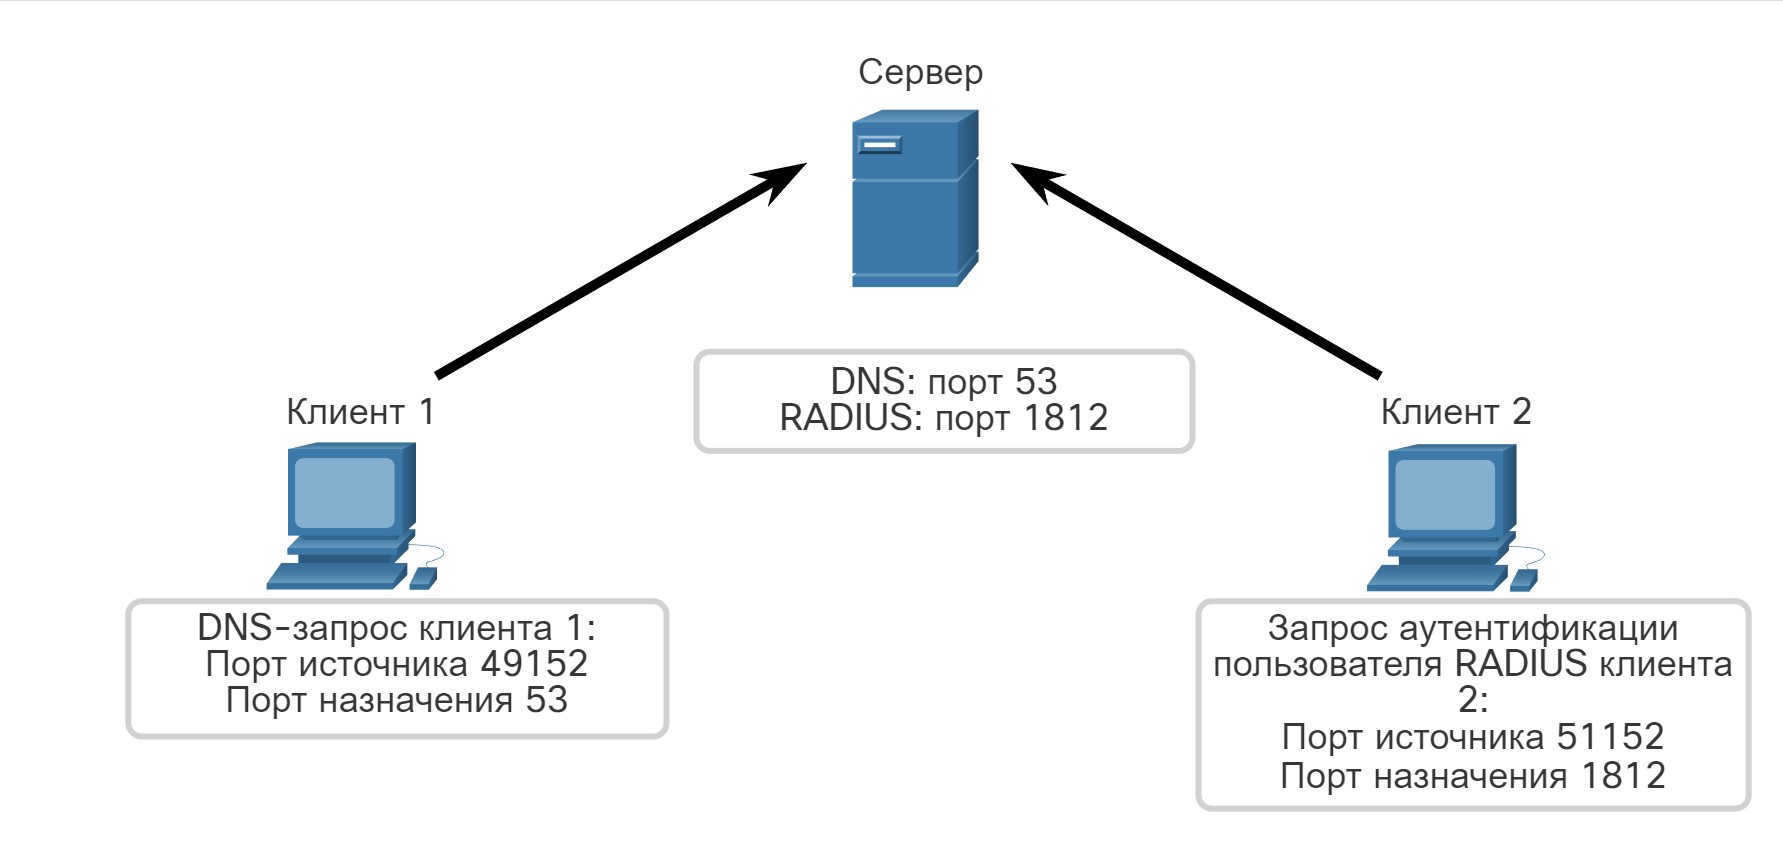 Сервер
DNS: порт 53
RADIUS: порт 1812
Клиент 1
DNS-запрос клиента 1:
Порт источника 49152
Порт назначения 53
Клиент 2
Запрос аутентификации
пользователя RADIUS клиента
2:
Порт источника 51152
Порт назначения 1812